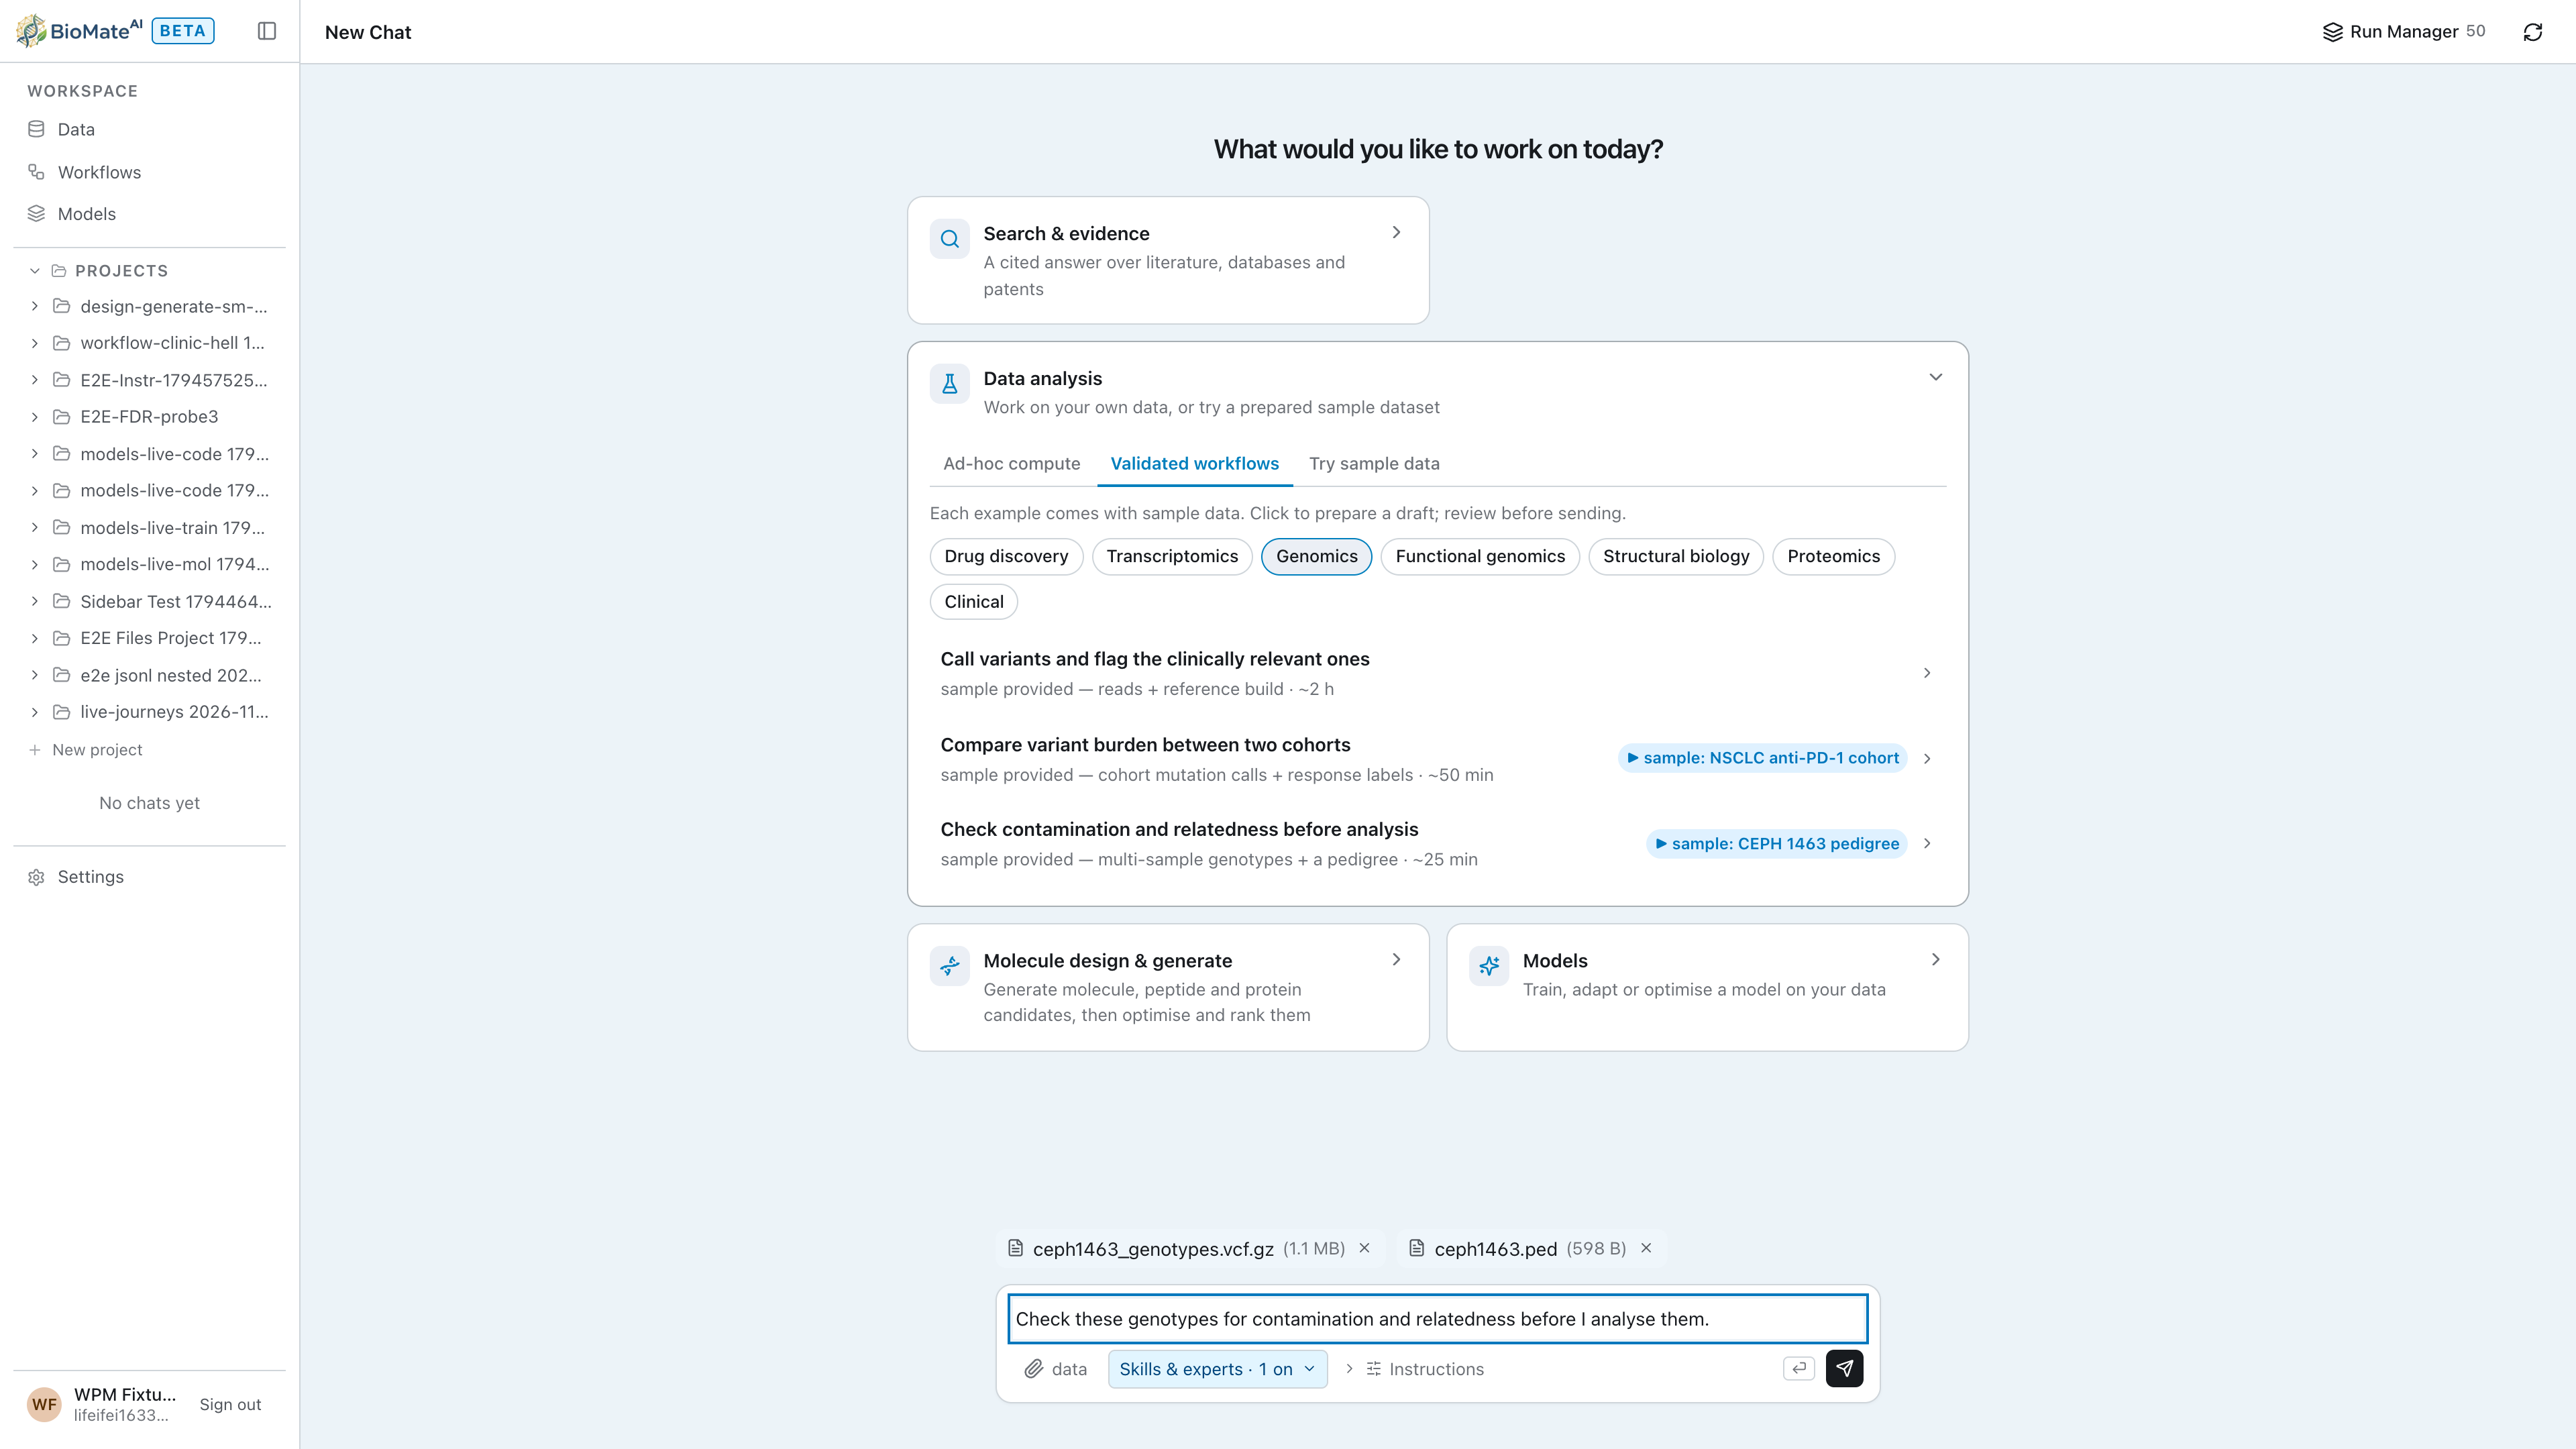 BioMate AI BETA
WORKSPACE
Data
Workflows
Models
PROJECTS
design-generate-sm-...
workflow-clinic-hell 1...
E2E-Instr-179457525...
E2E-FDR-probe3
models-live-code 179...
models-live-code 179...
models-live-train 179...
models-live-mol 1794...
Sidebar Test 1794464...
E2E Files Project 179...
e2e jsonl nested 202...
live-journeys 2026-11...
New project
No chats yet
Settings
WF
WPM Fixtu...
lifeifei1633...
Sign out
New Chat
Run Manager 50
What would you like to work on today?
Search & evidence
A cited answer over literature, databases and
patents
Data analysis
Work on your own data, or try a prepared sample dataset
Ad-hoc compute Validated workflows Try sample data
Each example comes with sample data. Click to prepare a draft; review before sending.
Drug discovery Transcriptomics Genomics Functional genomics Structural biology Proteomics
Clinical
Call variants and flag the clinically relevant ones
sample provided — reads + reference build · ~2 h
Compare variant burden between two cohorts
sample provided — cohort mutation calls + response labels · ~50 min
sample: NSCLC anti-PD-1 cohort
Check contamination and relatedness before analysis
sample provided — multi-sample genotypes + a pedigree · ~25 min
sample: CEPH 1463 pedigree
Molecule design & generate
Generate molecule, peptide and protein
candidates, then optimise and rank them
Models
Train, adapt or optimise a model on your data
ceph1463_genotypes.vcf.gz (1.1 MB) ceph1463.ped (598 B)
Check these genotypes for contamination and relatedness before I analyse them.
data Skills & experts · 1 on Instructions